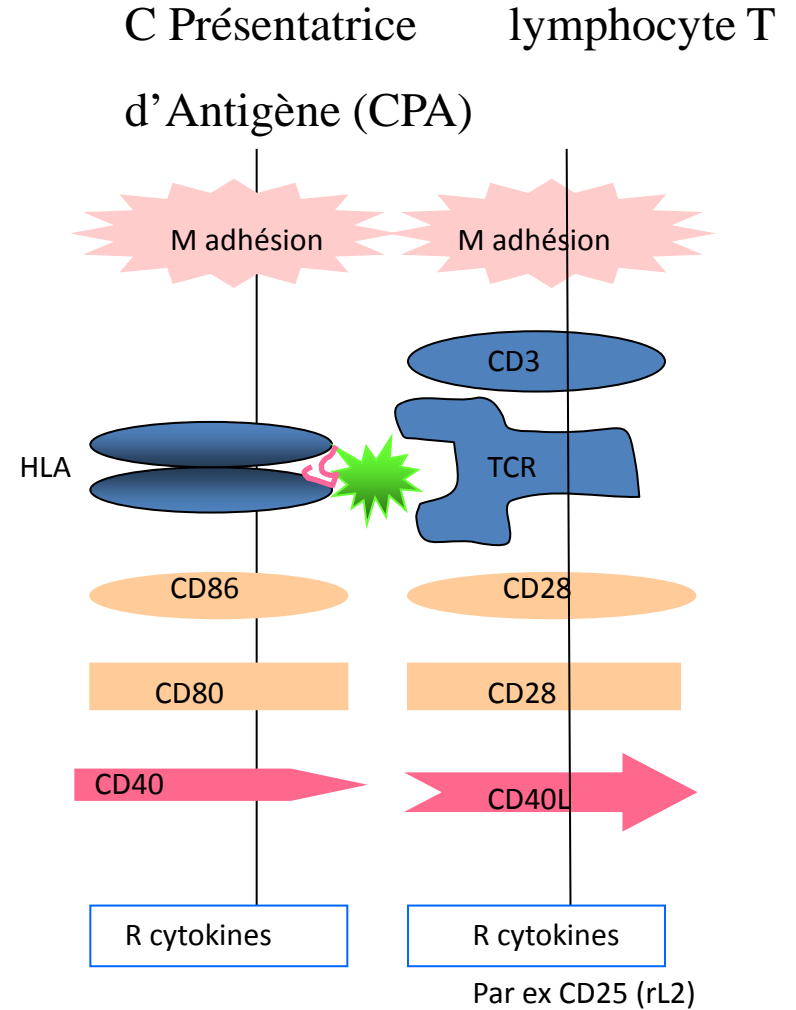 C Présentatrice lymphocyte T
d’Antigène (CPA)
M adhésion M adhésion
CD3
HLA TCR
CD86 CD28
CD80 CD28
CD40 CD40L
R cytokines R cytokines
Par ex CD25 (rL2)